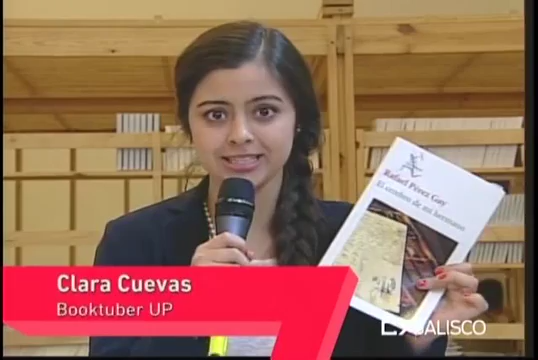 Rafael Pérez Gay
El cerebro de mi hermano
Clara Cuevas
Booktuber UP
JALISCO